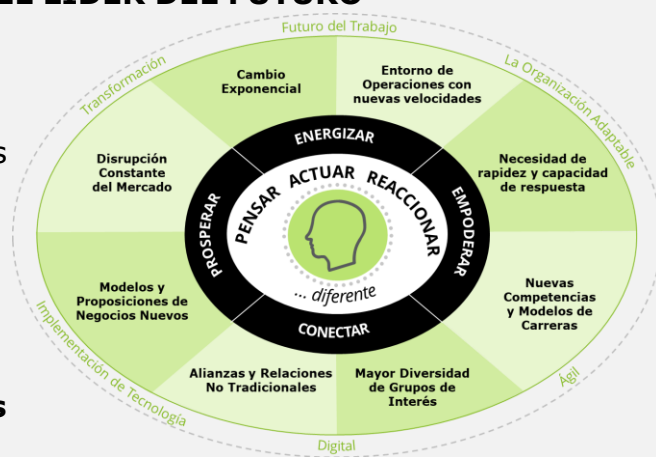 EL LÍDER DEL FUTURO
Futuro del Trabajo
Transformación
La Organización Adaptable
Cambio
Exponencial
Entorno de
Operaciones con
nuevas velocidades
Disrupción
Constante
del Mercado
Necesidad de
rapidez y capacidad
de respuesta
ENERGIZAR
PROSPERAR
EMPODERAR
PENSAR ACTUAR REACCIONAR
... diferente
CONECTAR
Modelos y
Proposiciones de
Negocios Nuevos
Nuevas
Competencias
y Modelos de
Carreras
Alianzas y Relaciones
No Tradicionales
Mayor Diversidad
de Grupos de
Interés
Implementación de Tecnología
Ágil
Digital